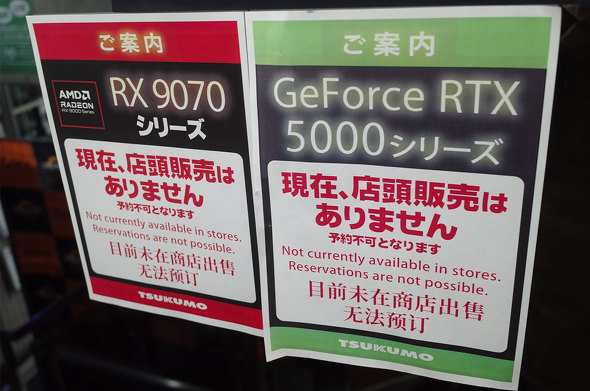 ご案内
AMD
RADEON
RX 9000 Series
RX 9070
シリーズ
現在、店頭販売は
ありません
予約不可となります
Not currently available in stores.
Reservations are not possible.
目前未在商店出售
无法预订
TSUKUMO
ご案内
GeForce RTX
5000シリーズ
現在、店頭販売は
ありません
予約不可となります
Not currently available in stores.
Reservations are not possible.
目前未在商店出售
无法预订
TSUKUMO